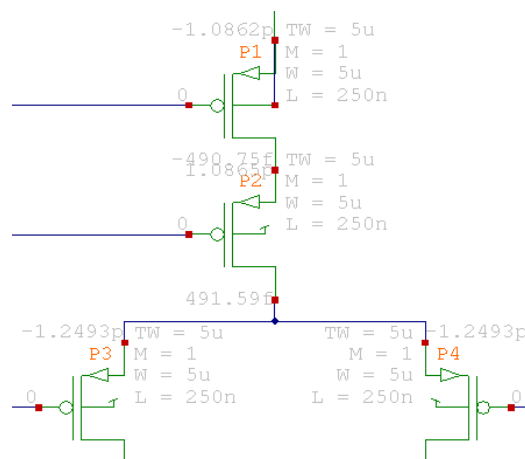 -1.0862p TW = 5u
P1 M = 1
0 W = 5u
L = 250n
-490.75f TW = 5u
1.0865p
P2 M = 1
W = 5u
0 L = 250n
491.59f
-1.2493p TW = 5u TW = 5u -1.2493p
P3 M = 1 M = 1 P4
W = 5u W = 5u
0 L = 250n L = 250n 0